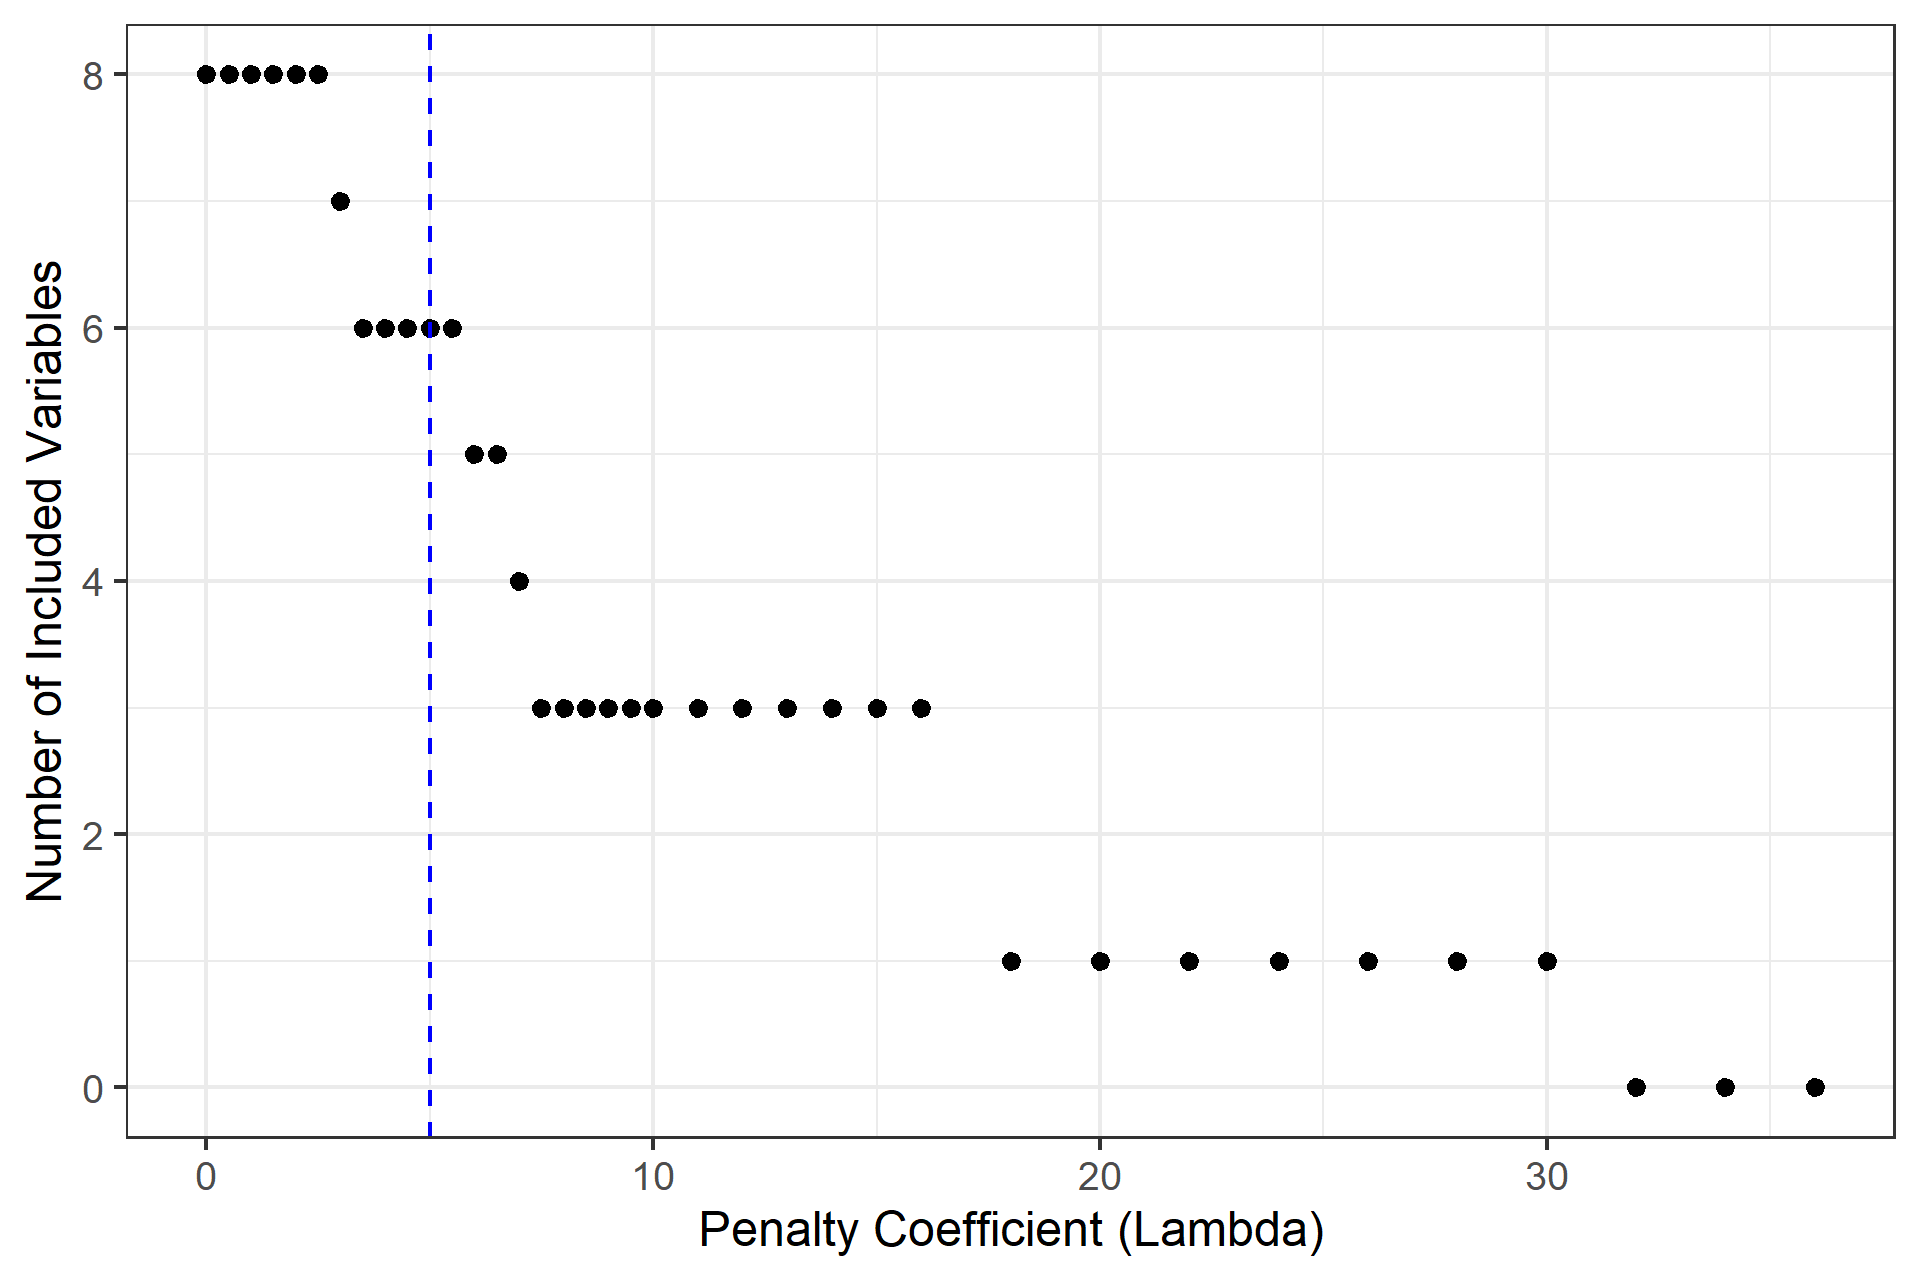 Number of Included Variables
8
6
4
2
0
0 10 20 30
Penalty Coefficient (Lambda)